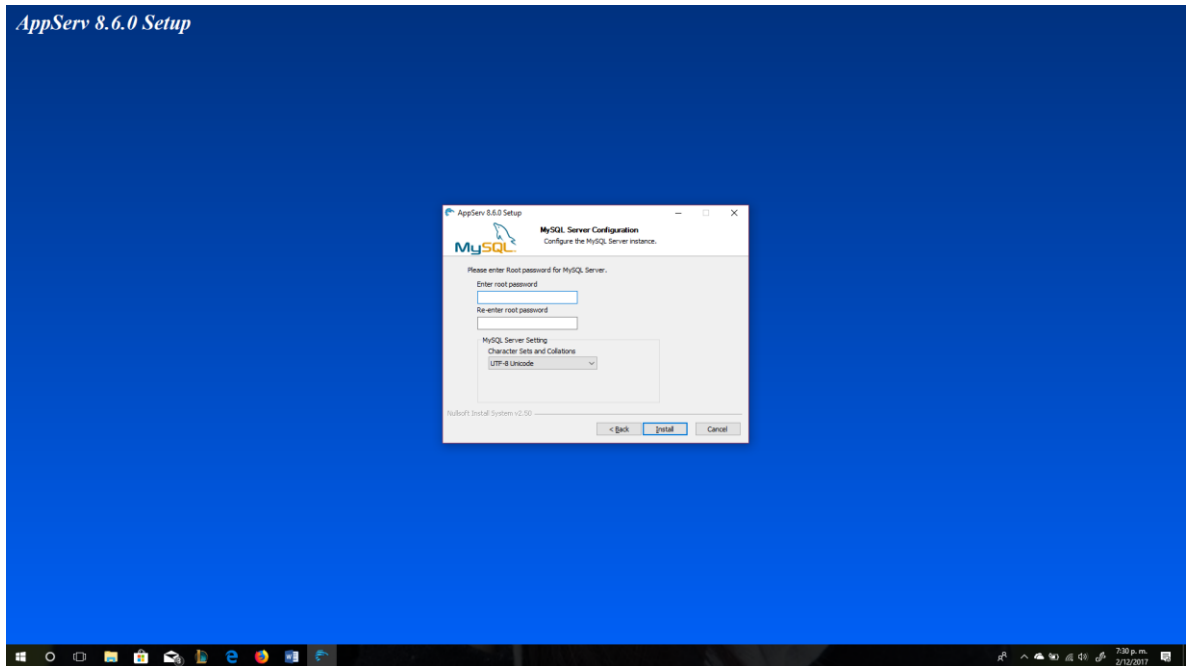 AppServ 8.6.0 Setup
AppServ 8.6.0 Setup
MySQL
MySQL Server Configuration
Configure the MySQL Server instance.
Please enter Root password for MySQL Server.
Enter root password
Re-enter root password
MySQL Server Setting
Character Sets and Collations
UTF-8 Unicode
Nullsoft Install System v2.50
< Back
Install
Cancel
7:30 p. m.
2/12/2017